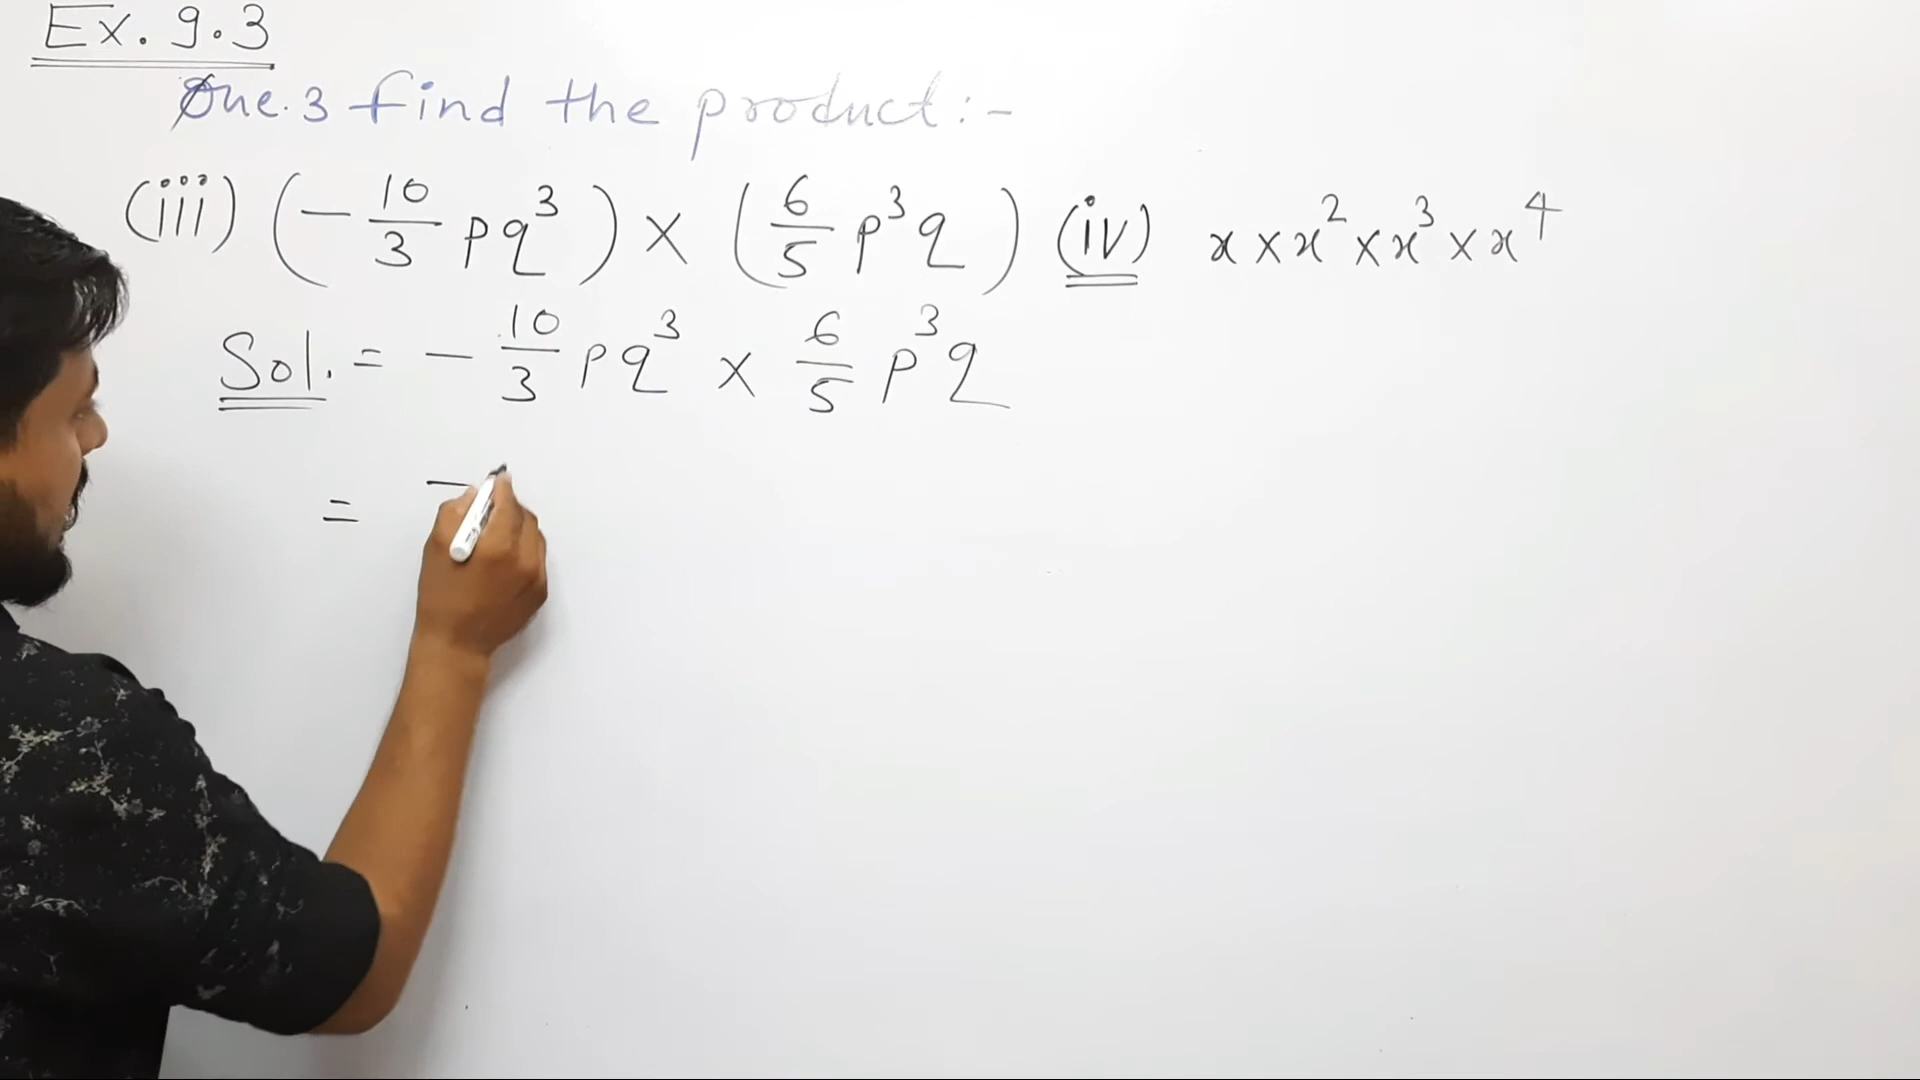 Ex. 9.3
Que.3 find the product:-
(iii) (-10/3 pq³) × (6/5 p³q) (iv) x×x²×x³×x⁴
Sol. = - 10/3 pq³ × 6/5 p³q
= -